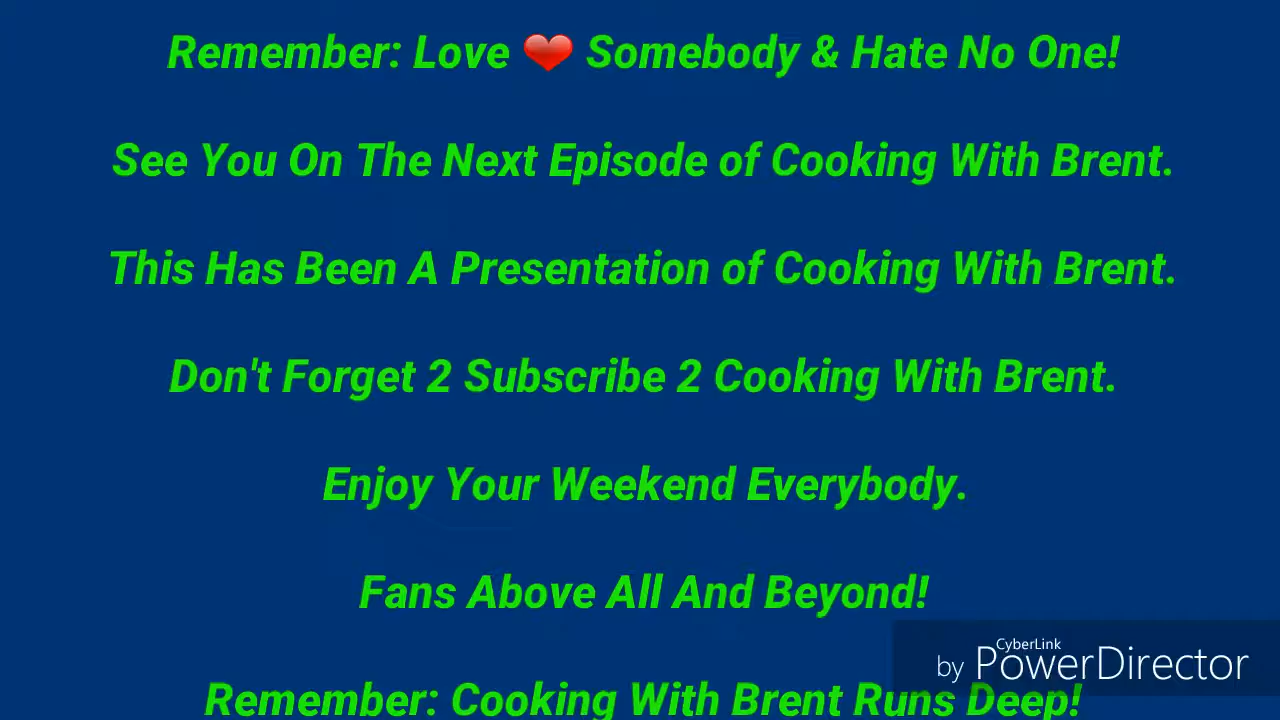 Remember: Love ❤ Somebody & Hate No One!
See You On The Next Episode of Cooking With Brent.
This Has Been A Presentation of Cooking With Brent.
Don't Forget 2 Subscribe 2 Cooking With Brent.
Enjoy Your Weekend Everybody.
Fans Above All And Beyond!
CyberLink
by PowerDirector
Remember: Cooking With Brent Runs Deep!